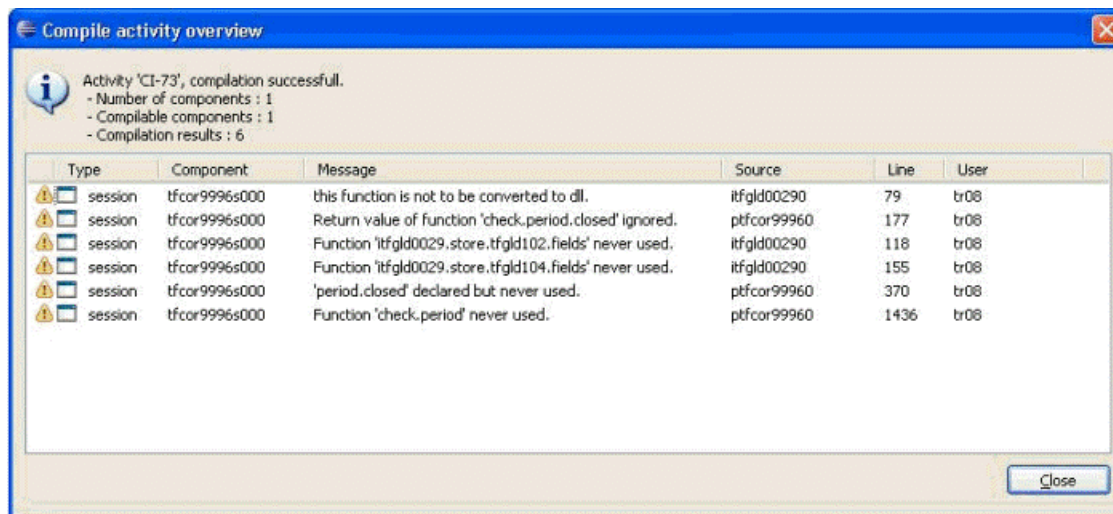 Compile activity overview
Activity 'CI-73', compilation successfull.
- Number of components : 1
- Compilable components : 1
- Compilation results : 6
Type Component Message Source Line User
session tfcor9996s000 this function is not to be converted to dll. itfgld00290 79 tr08
session tfcor9996s000 Return value of function 'check.period.closed' ignored. ptfcor99960 177 tr08
session tfcor9996s000 Function 'itfgld0029.store.tfgld102.fields' never used. itfgld00290 118 tr08
session tfcor9996s000 Function 'itfgld0029.store.tfgld104.fields' never used. itfgld00290 155 tr08
session tfcor9996s000 'period.closed' declared but never used. ptfcor99960 370 tr08
session tfcor9996s000 Function 'check.period' never used. ptfcor99960 1436 tr08
Close